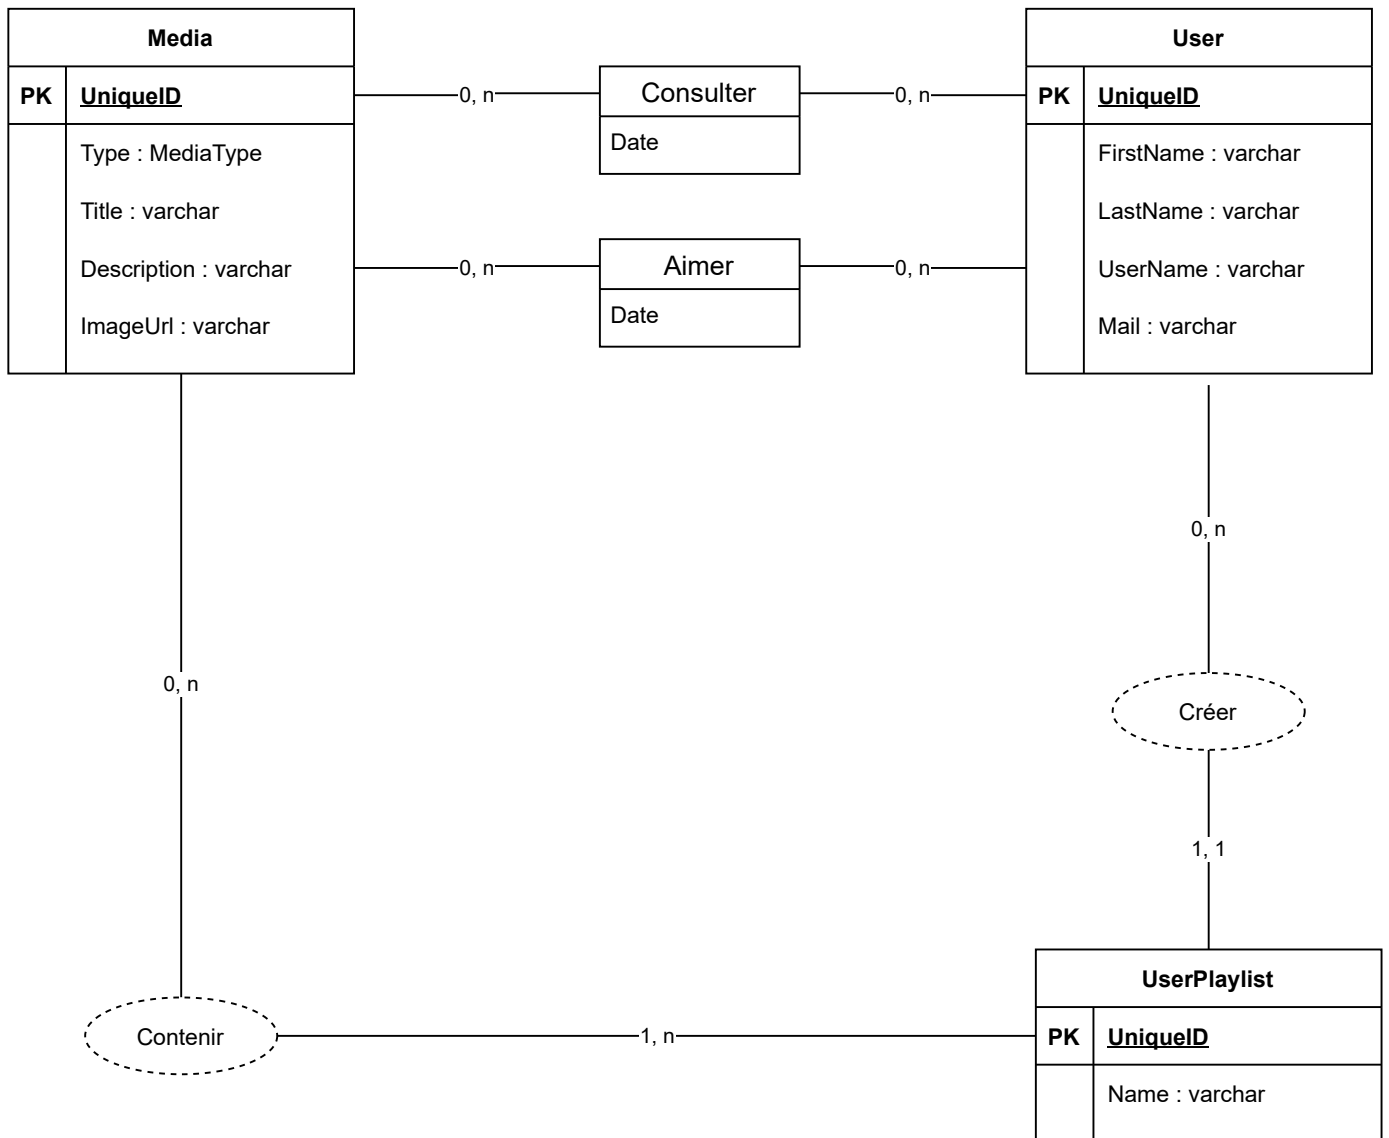 Media
PK UniqueID
Type : MediaType
Title : varchar
Description : varchar
ImageUrl : varchar
0, n
Consulter
Date
0, n
0, n
Aimer
Date
0, n
User
PK UniqueID
FirstName : varchar
LastName : varchar
UserName : varchar
Mail : varchar
0, n
0, n
Créer
1, 1
Contenir
1, n
UserPlaylist
PK UniqueID
Name : varchar